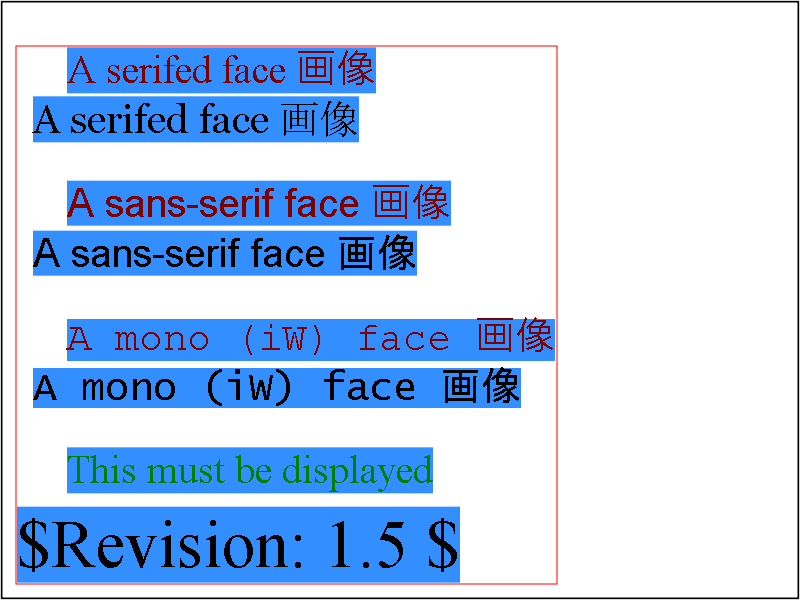 A serifed face 画像
A serifed face 画像
A sans-serif face 画像
A sans-serif face 画像
A mono (iW) face 画像
A mono (iW) face 画像
This must be displayed
$Revision: 1.5 $